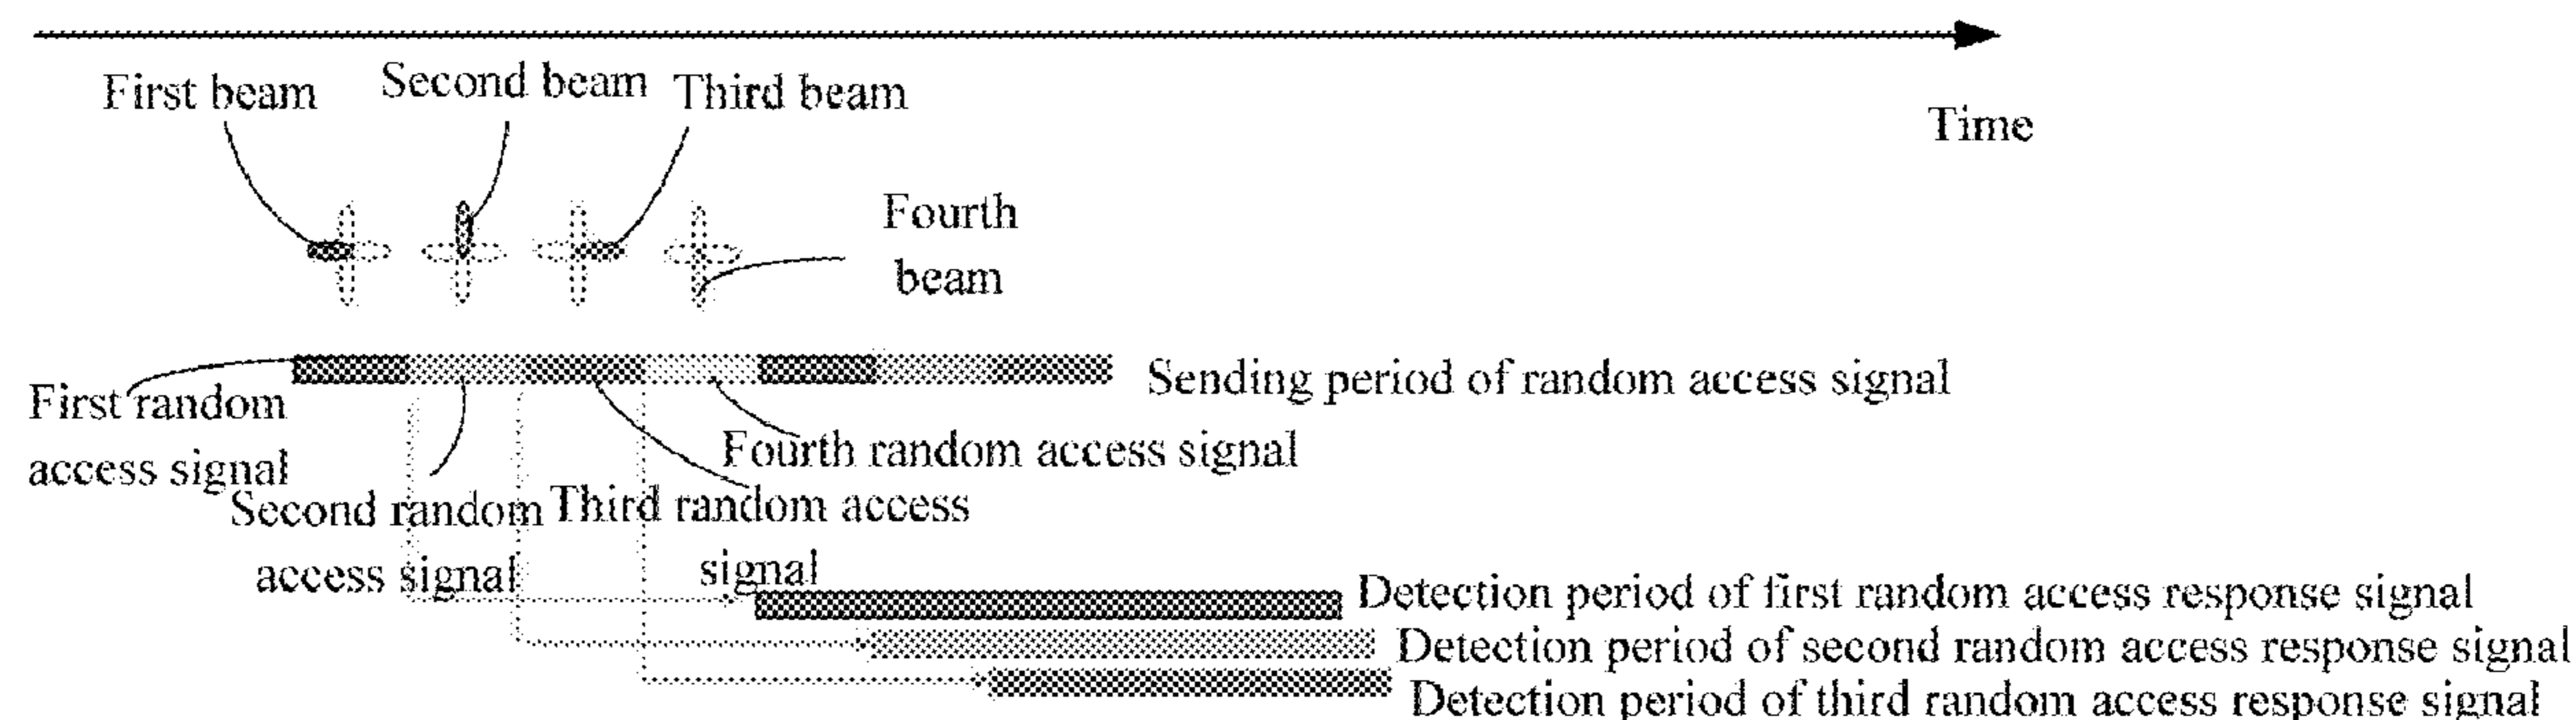 First beam
Second beam
Third beam
Time
Fourth
beam
Sending period of random access signal
First random
access signal
Fourth random access signal
Second random
access signal
Third random access
signal
Detection period of first random access response signal
Detection period of second random access response signal
Detection period of third random access response signal